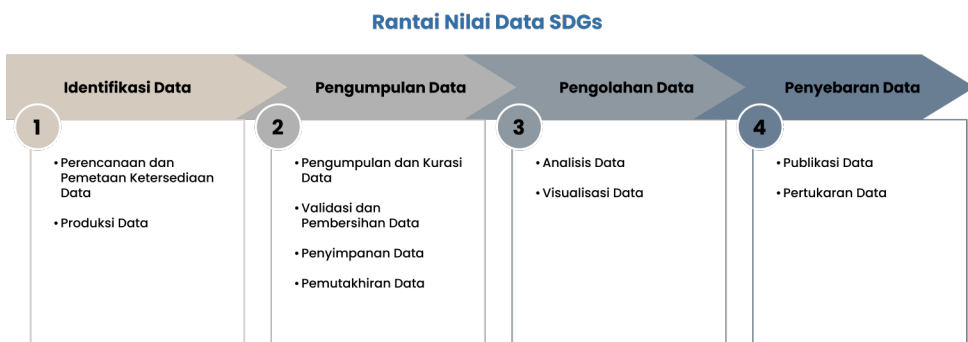 Rantai Nilai Data SDGs
Identifikasi Data
Pengumpulan Data
Pengolahan Data
Penyebaran Data
1
• Perencanaan dan
Pemetaan Ketersediaan
Data
• Produksi Data
2
• Pengumpulan dan Kurasi
Data
• Validasi dan
Pembersihan Data
• Penyimpanan Data
• Pemutakhiran Data
3
• Analisis Data
• Visualisasi Data
4
• Publikasi Data
• Pertukaran Data